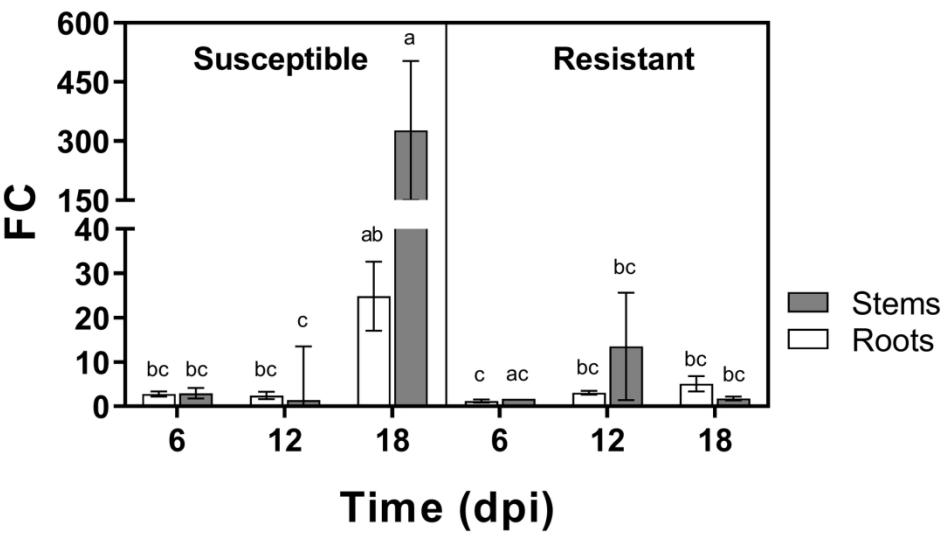 600
450
300
150
40
30
20
10
0
FC
Susceptible
Resistant
bc
bc
bc
c
ab
a
c
ac
bc
bc
bc
bc
6
12
18
6
12
18
Time (dpi)
Stems
Roots